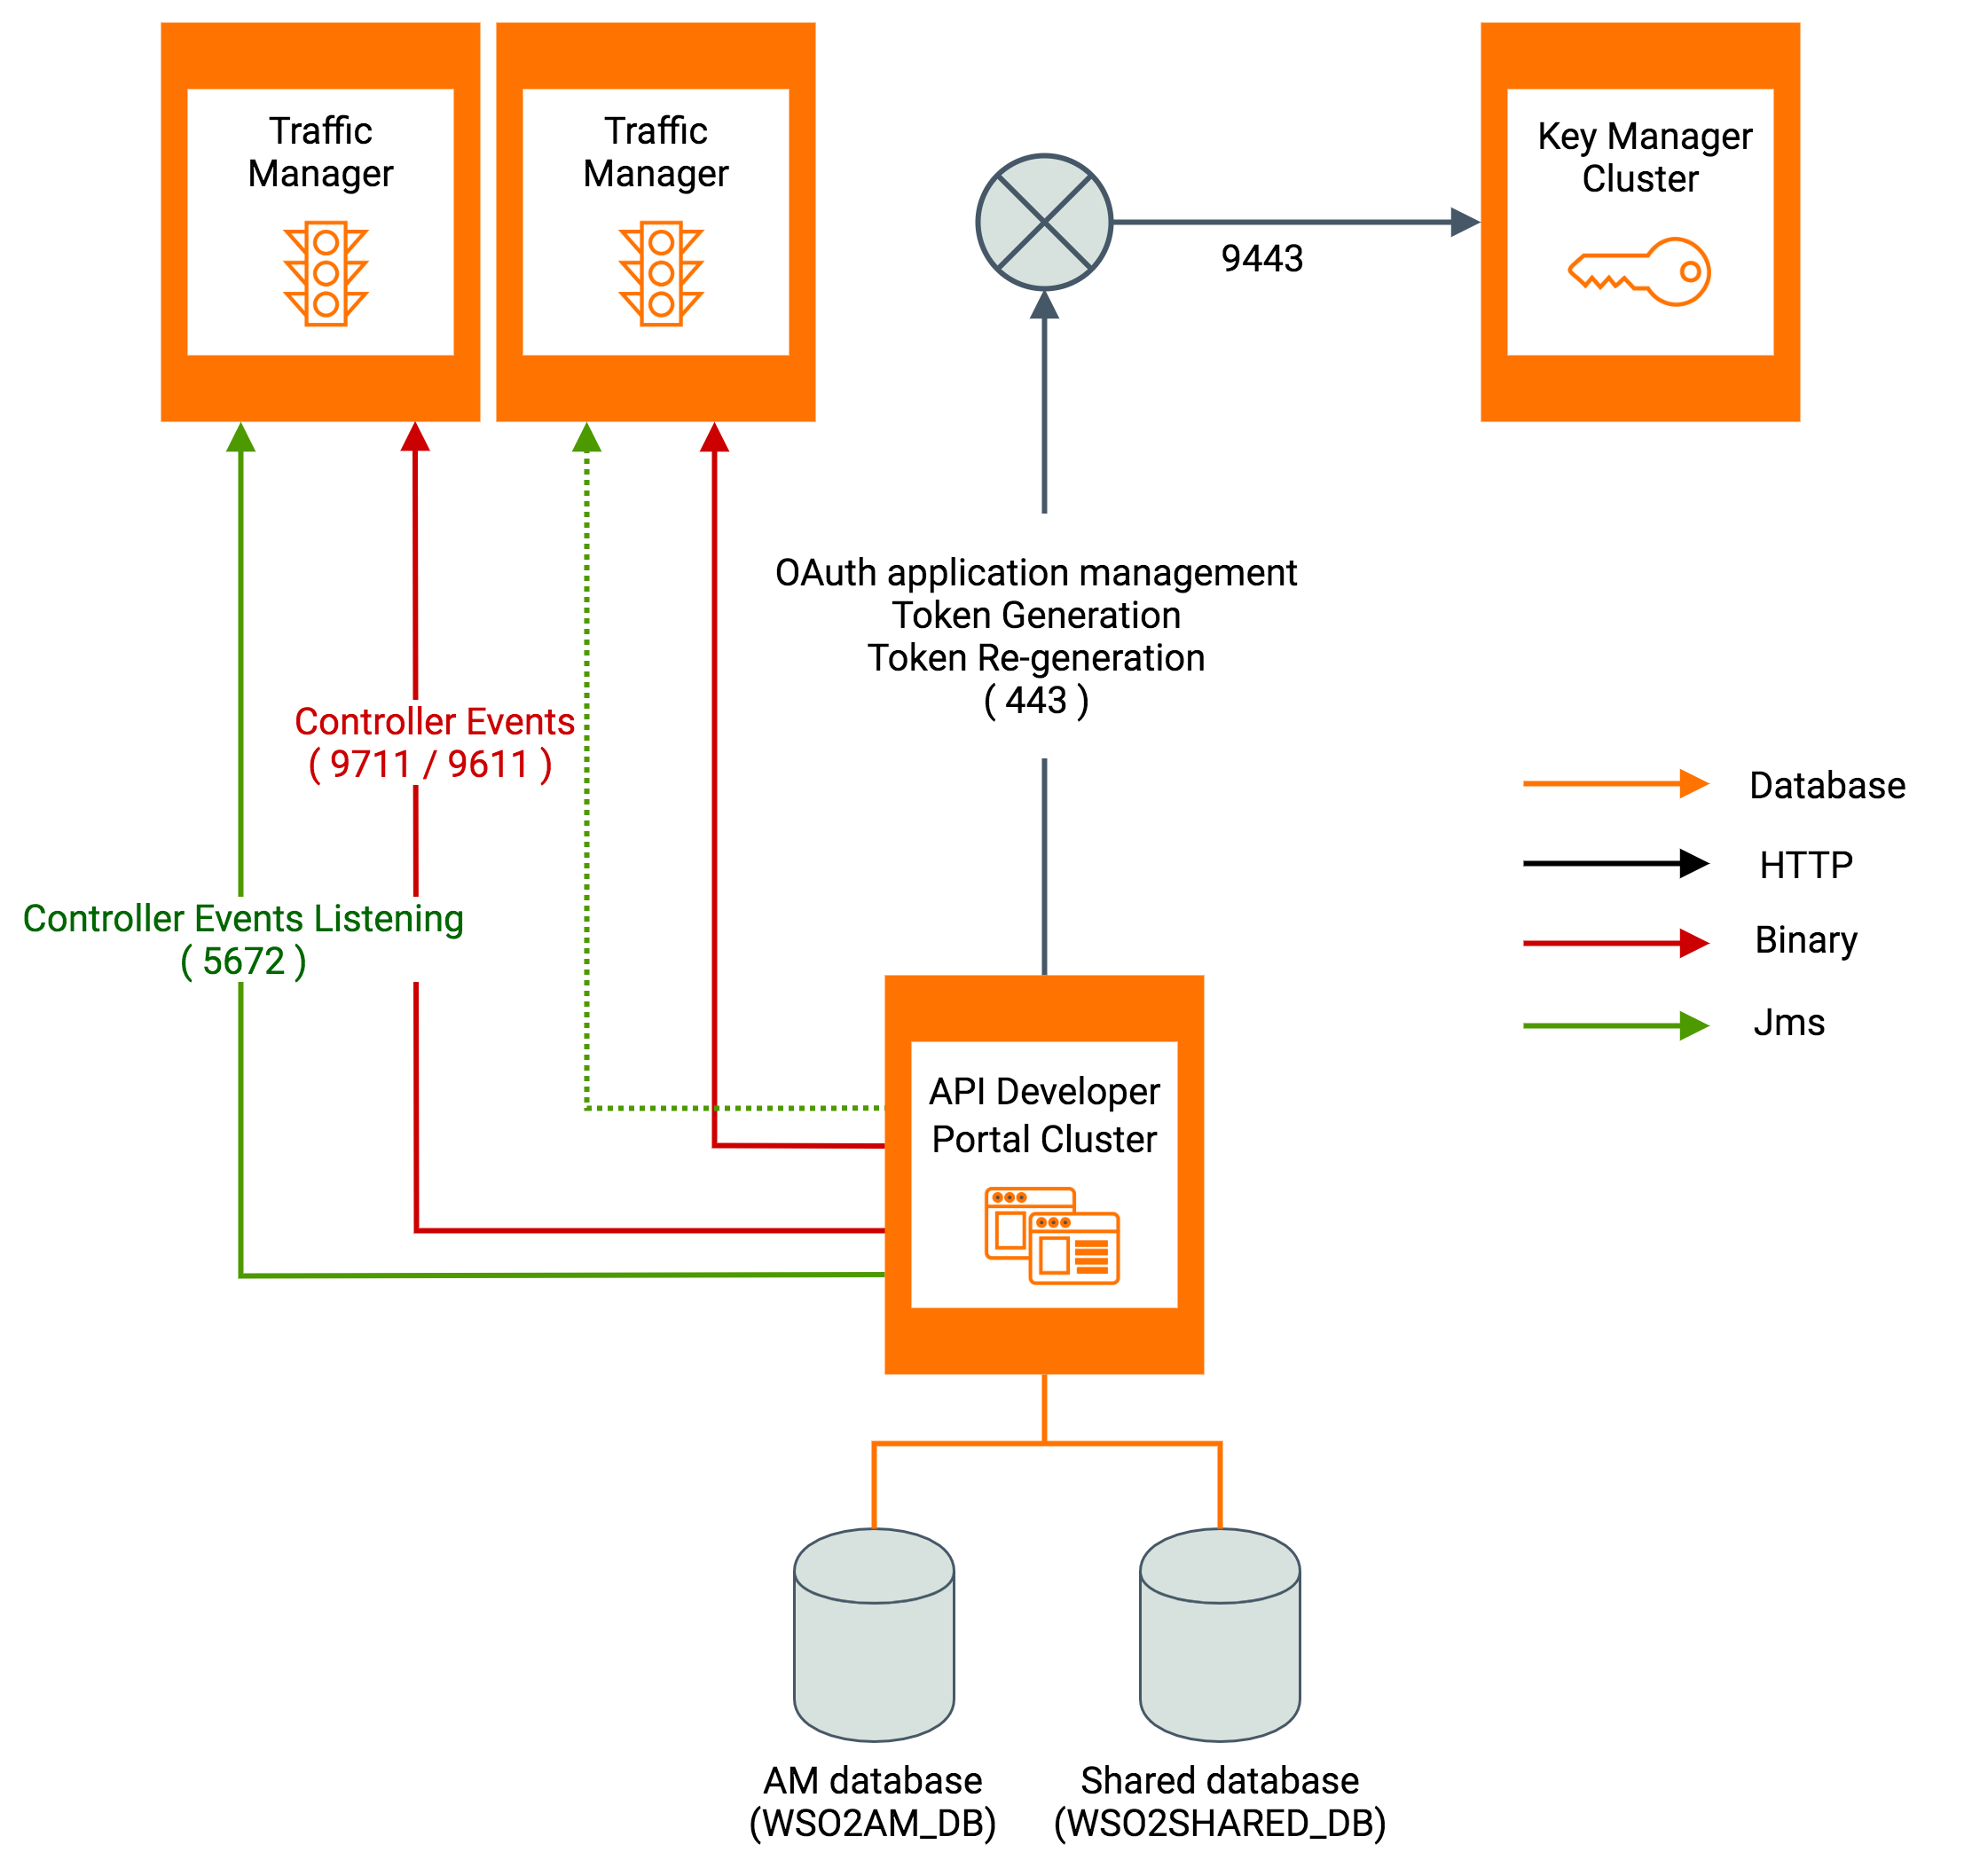 Traffic
Manager
Traffic
Manager
Key Manager
Cluster
9443
OAuth application management
Token Generation
Token Re-generation
( 443 )
Controller Events
( 9711 / 9611 )
Controller Events Listening
( 5672 )
Database
HTTP
Binary
Jms
API Developer
Portal Cluster
AM database
(WSO2AM_DB)
Shared database
(WSO2SHARED_DB)